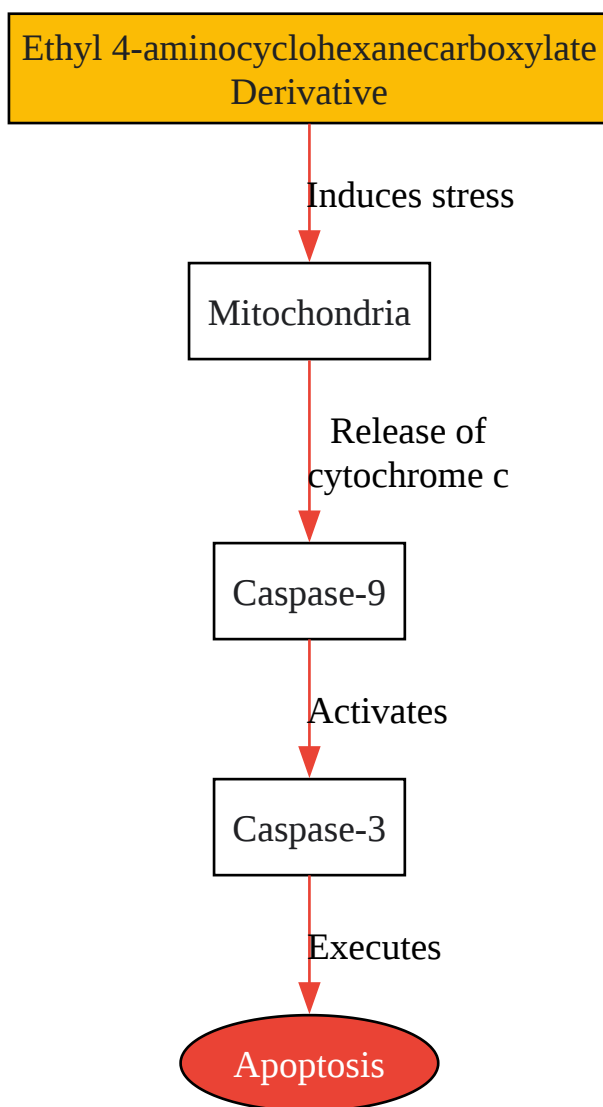 Ethyl 4-aminocyclohexanecarboxylate
Derivative
Induces stress
Mitochondria
Release of
cytochrome c
Caspase-9
Activates
Caspase-3
Executes
Apoptosis